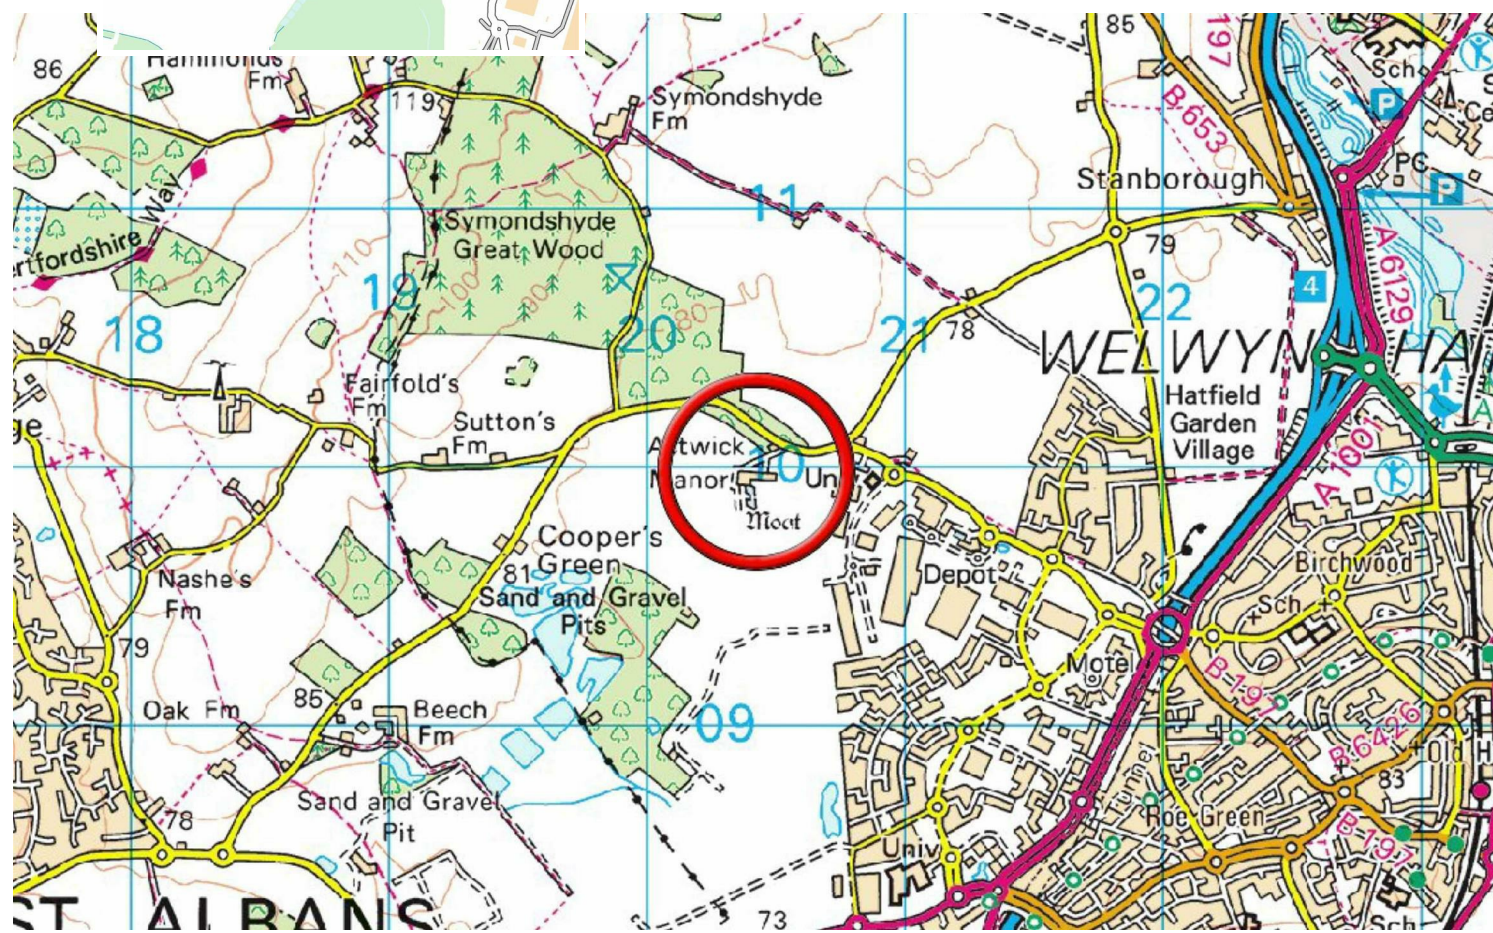 Hammonds
Fm
86
119
Symondshyde
Fm
85
197
B 653
Sch
P
PC
Stanborough
P
11
Symondshyde
Great Wood
79
Way
ertfordshire
110
100
90
80
A 6129
4
18
19
20
21
22
78
WELWYN HA
Fairfold's
Fm
Sutton's
Fm
Hatfield
Garden
Village
ge
Attwick
Manor
10
Un
A 1001
A
Moat
Cooper's
Green
81
Sand and Gravel
Pits
Depot
Birchwood
Nashe's
Fm
Sch
79
Motel
B 197
Oak Fm
85
Beech
Fm
09
B 6426
Old H
Tunnel
83
Sand and Gravel
Pit
78
Roe Green
B 197
Univ
ST ALBANS
73
Sch